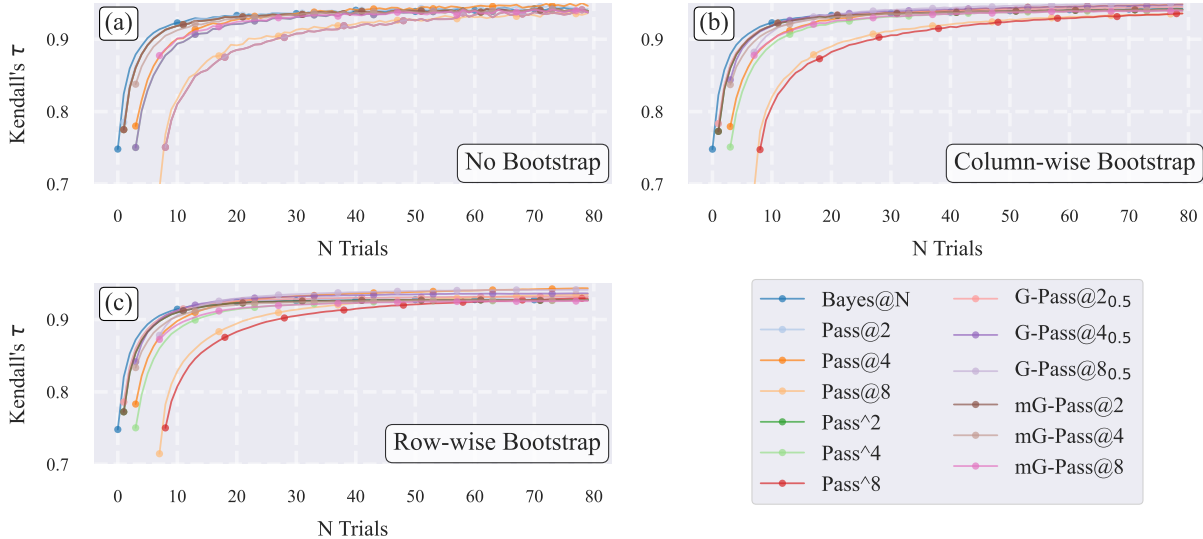 (a)
Kendall's τ
0.9
0.8
0.7
No Bootstrap
0 10 20 30 40 50 60 70 80
N Trials
(b)
Kendall's τ
0.9
0.8
0.7
Column-wise Bootstrap
0 10 20 30 40 50 60 70 80
N Trials
(c)
Kendall's τ
0.9
0.8
0.7
Row-wise Bootstrap
0 10 20 30 40 50 60 70 80
N Trials
Bayes@N
Pass@2
Pass@4
Pass@8
Pass^2
Pass^4
Pass^8
G-Pass@2₀.₅
G-Pass@4₀.₅
G-Pass@8₀.₅
mG-Pass@2
mG-Pass@4
mG-Pass@8